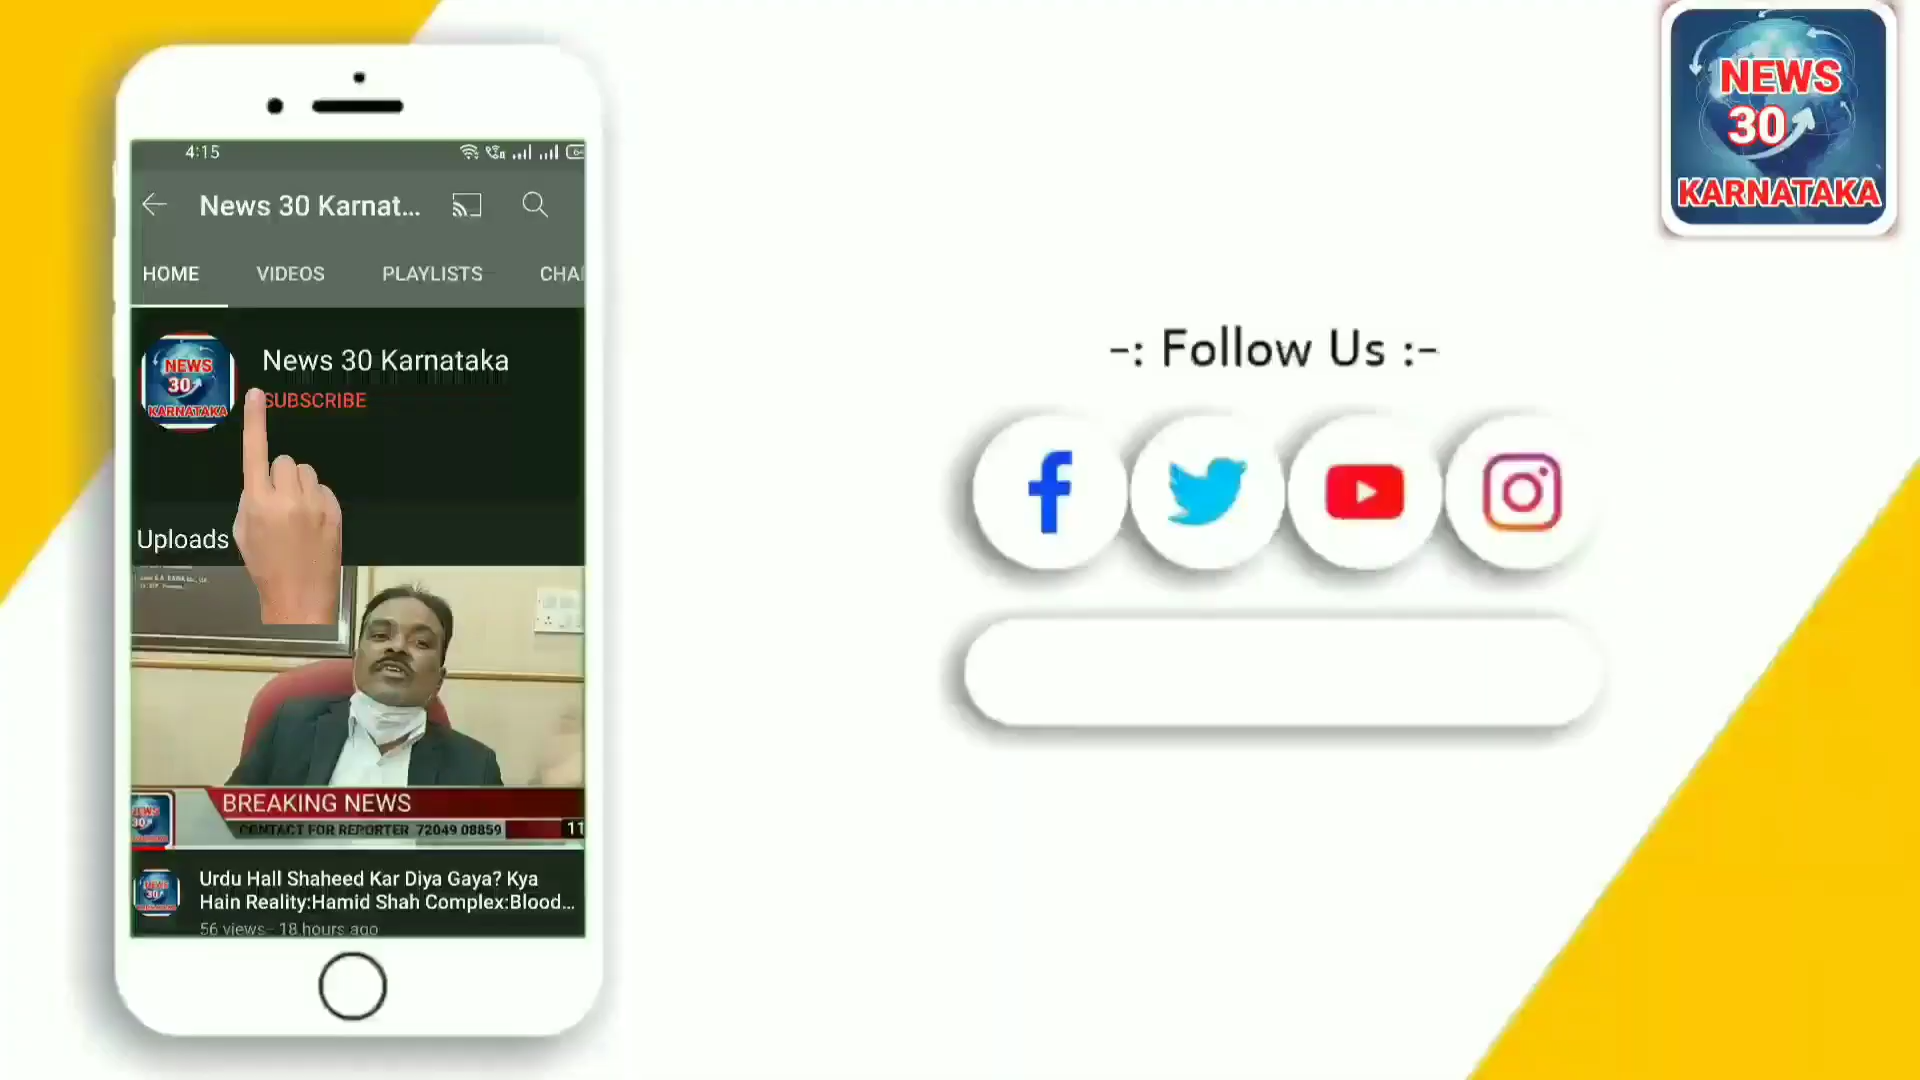 4:15
News 30 Karnat...
HOME VIDEOS PLAYLISTS CHA
NEWS
30
KARNATAKA
News 30 Karnataka
SUBSCRIBE
Uploads
BREAKING NEWS
CONTACT FOR REPORTER 72049 08859
11
Urdu Hall Shaheed Kar Diya Gaya? Kya
Hain Reality:Hamid Shah Complex:Blood...
56 views · 18 hours ago
NEWS
30
KARNATAKA
-: Follow Us :-